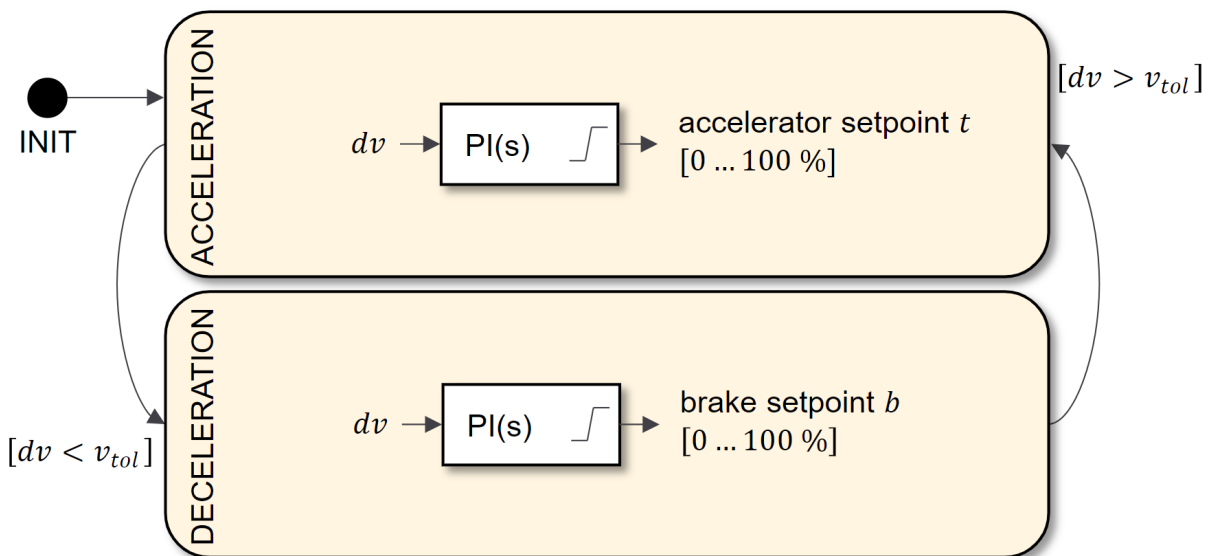 INIT
ACCELERATION
dv
PI(s)
accelerator setpoint t
[0 ... 100 %]
[dv > v_tol]
DECELERATION
dv
PI(s)
brake setpoint b
[0 ... 100 %]
[dv < v_tol]